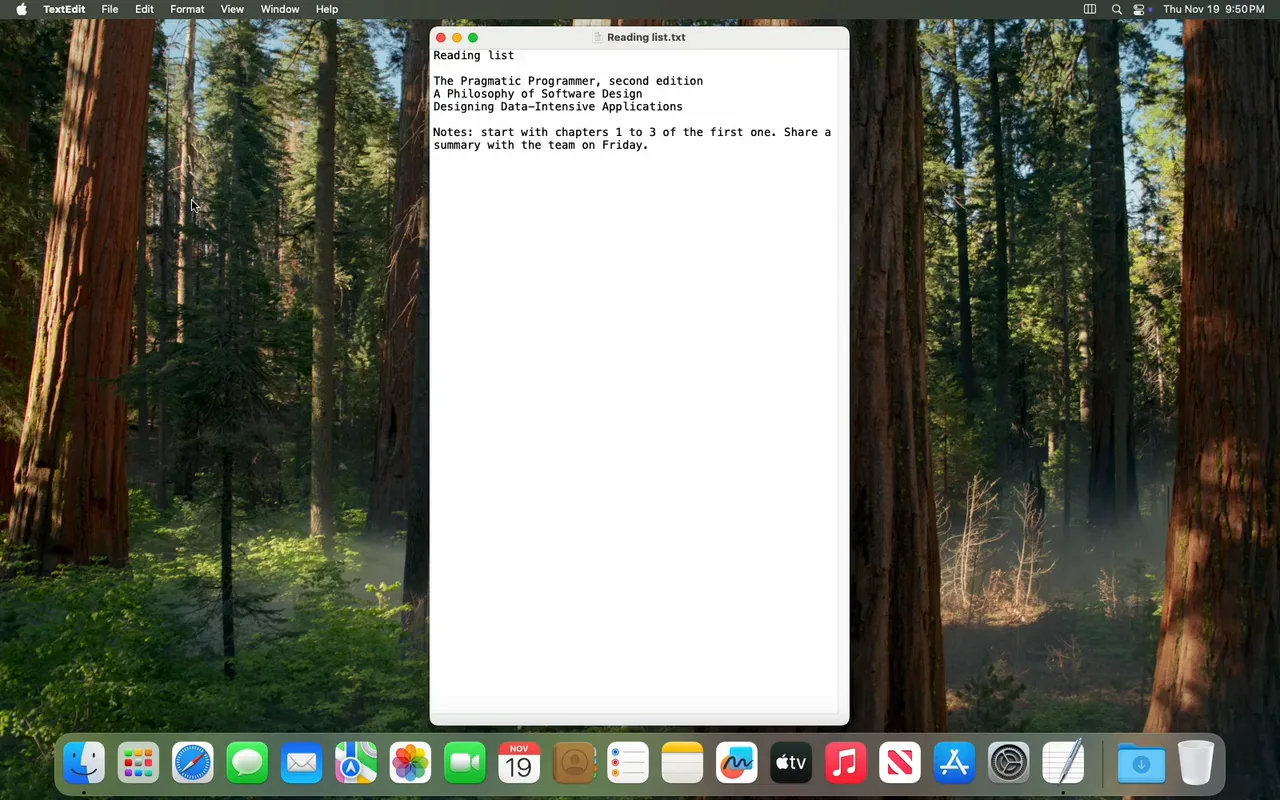 TextEdit File Edit Format View Window Help Thu Nov 19 9:50 PM
Reading list.txt
Reading list
The Pragmatic Programmer, second edition
A Philosophy of Software Design
Designing Data-Intensive Applications
Notes: start with chapters 1 to 3 of the first one. Share a
summary with the team on Friday.
NOV
19
tv